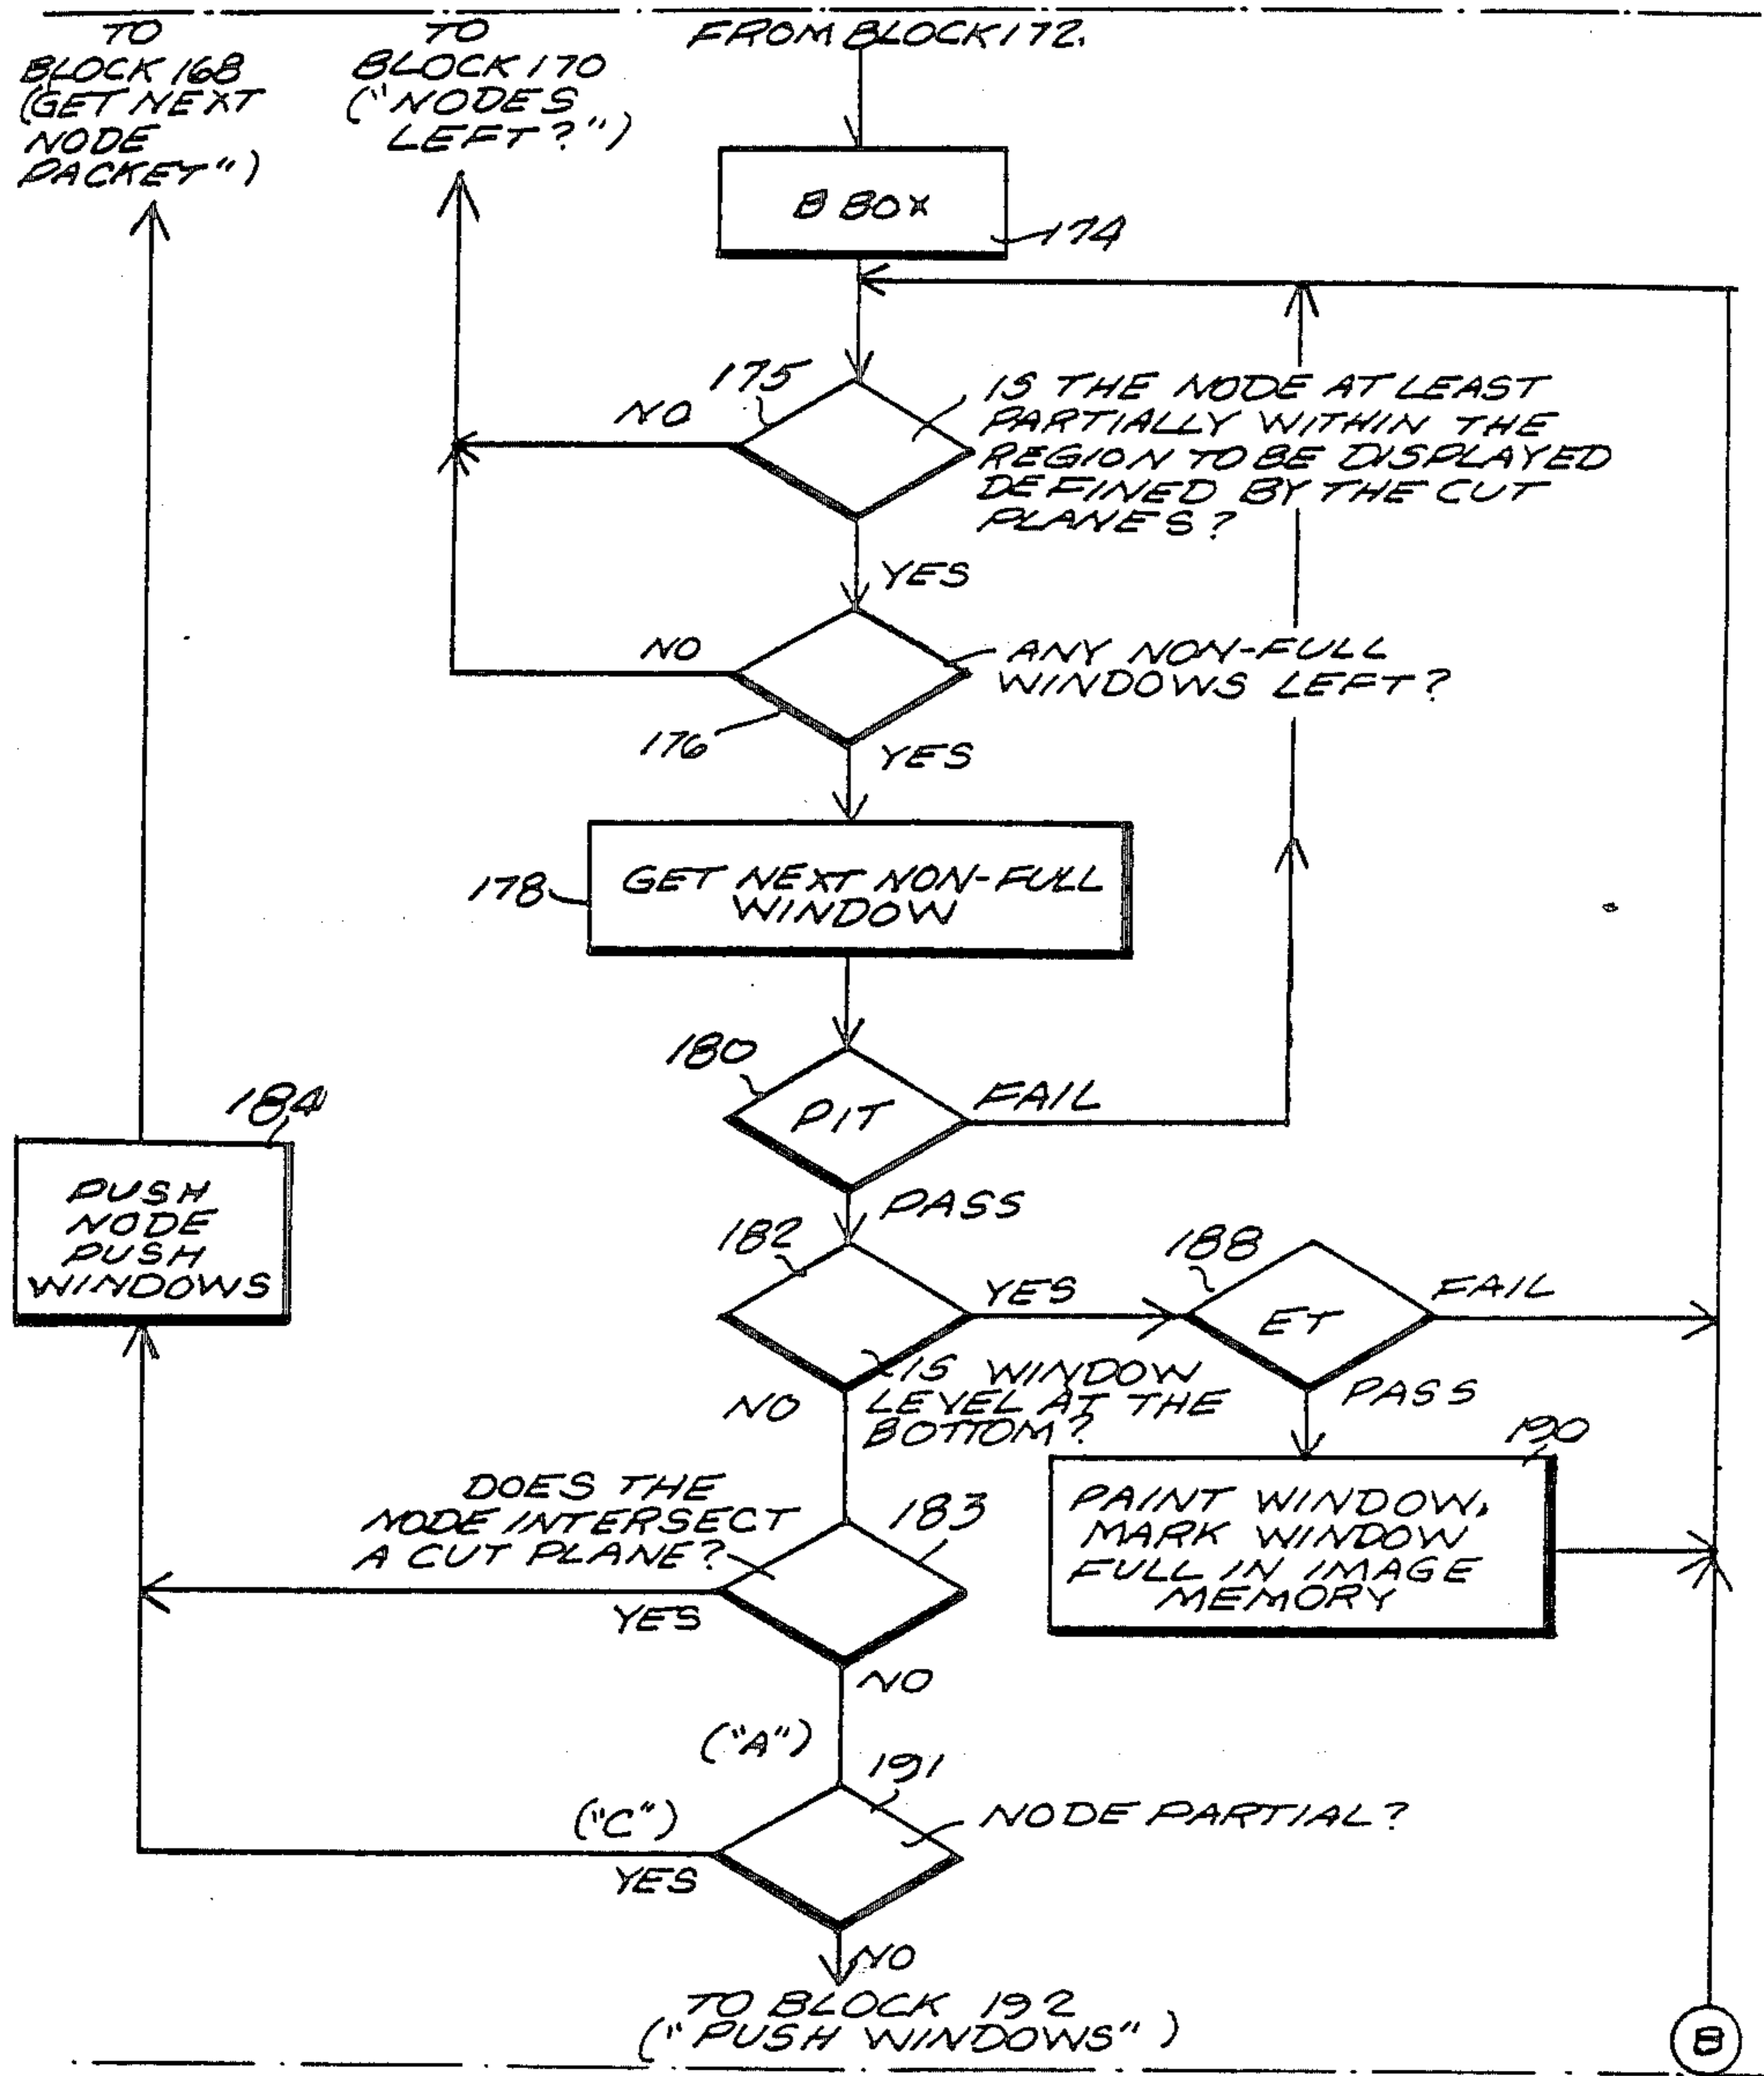 TO
BLOCK 168
(GET NEXT
NODE
PACKET")
TO
BLOCK 170
("NODES
LEFT?")
FROM BLOCK 172.
B BOX
174
175
NO
IS THE NODE AT LEAST
PARTIALLY WITHIN THE
REGION TO BE DISPLAYED
DEFINED BY THE CUT
PLANES?
YES
NO
ANY NON-FULL
WINDOWS LEFT?
176
YES
178
GET NEXT NON-FULL
WINDOW
180
PIT
FAIL
PASS
184
PUSH
NODE
PUSH
WINDOWS
182
YES
188
ET
FAIL
IS WINDOW
LEVEL AT THE
BOTTOM?
NO
PASS
190
PAINT WINDOW,
MARK WINDOW
FULL IN IMAGE
MEMORY
DOES THE
NODE INTERSECT
A CUT PLANE?
183
YES
NO
("A")
191
("C")
NODE PARTIAL?
YES
NO
TO BLOCK 192
("PUSH WINDOWS")
B